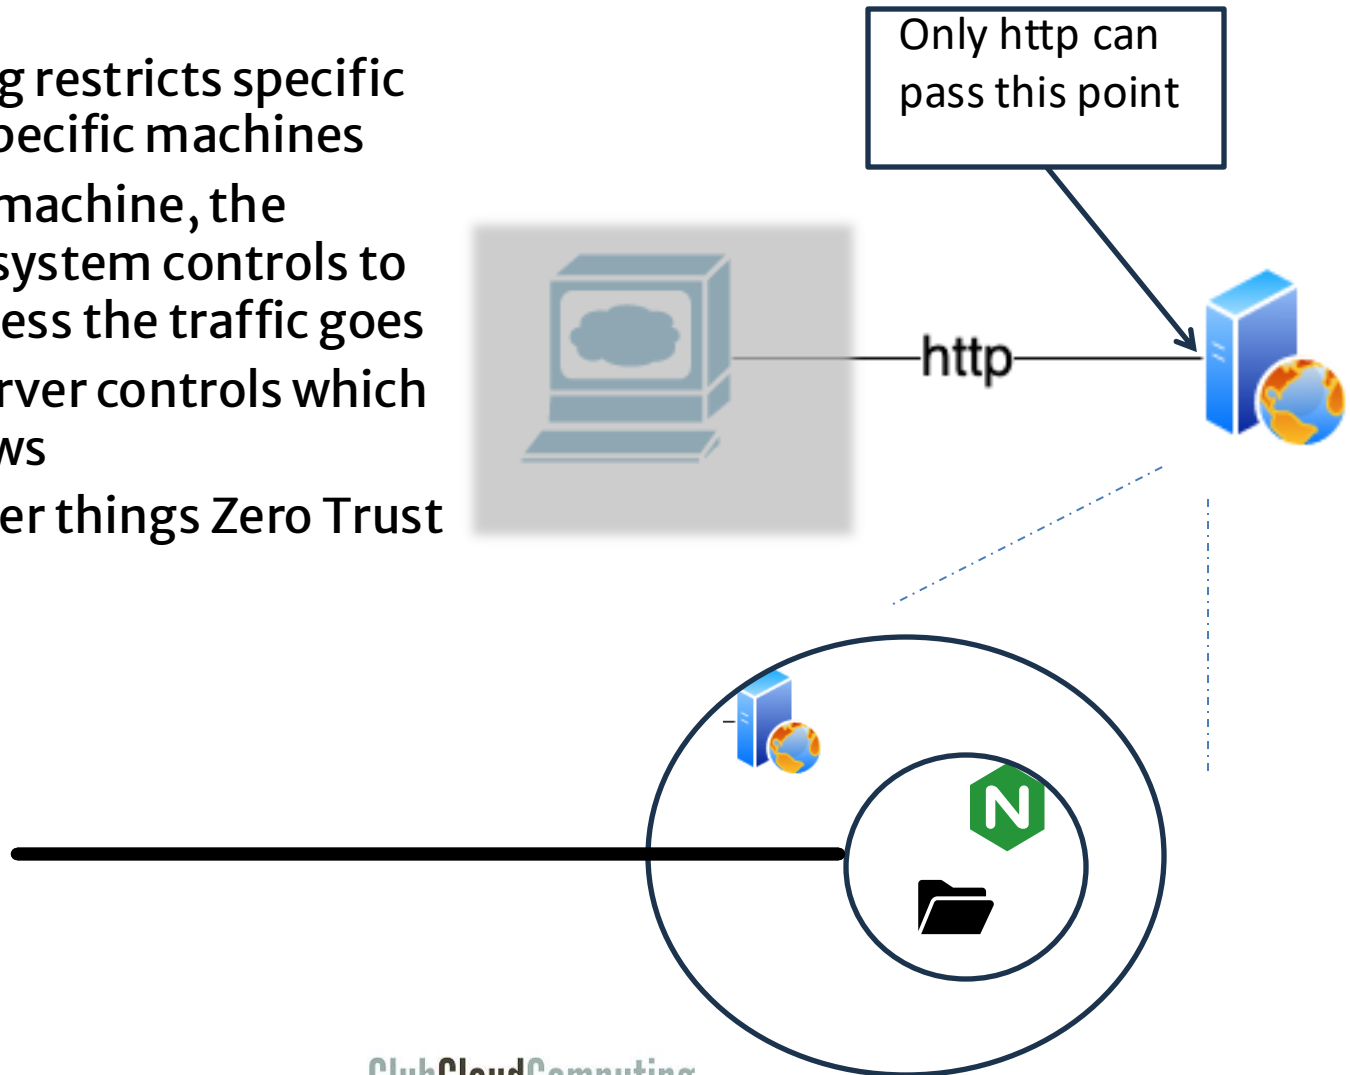 g restricts specific
pecific machines
machine, the
system controls to
ess the traffic goes
rver controls which
ws
er things Zero Trust
Only http can
pass this point
http
N
ClubCloudComputing